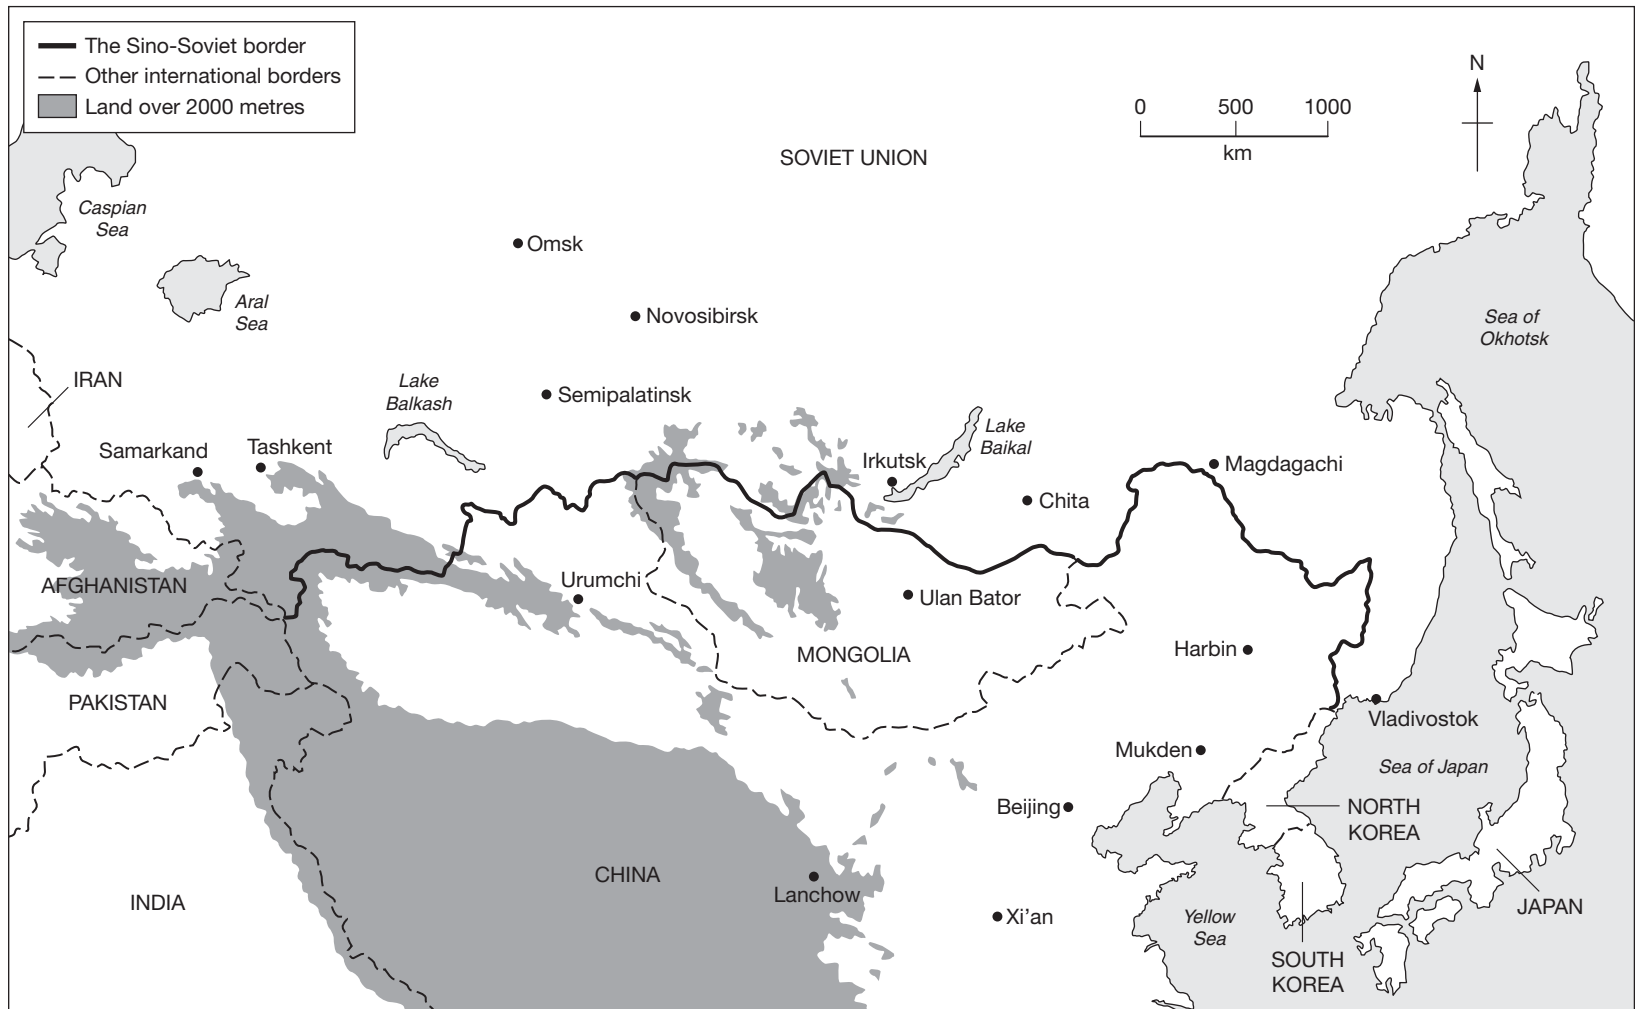 The Sino-Soviet border
Other international borders
Land over 2000 metres
N
0 500 1000
km
SOVIET UNION
Caspian
Sea
Omsk
Aral
Sea
Novosibirsk
Sea of
Okhotsk
IRAN
Lake
Balkash
Semipalatinsk
Samarkand
Tashkent
Irkutsk
Lake
Baikal
Magdagachi
Chita
AFGHANISTAN
Urumchi
Ulan Bator
MONGOLIA
Harbin
PAKISTAN
Vladivostok
Mukden
Sea of Japan
Beijing
NORTH
KOREA
CHINA
Lanchow
INDIA
Xi’an
Yellow
Sea
JAPAN
SOUTH
KOREA